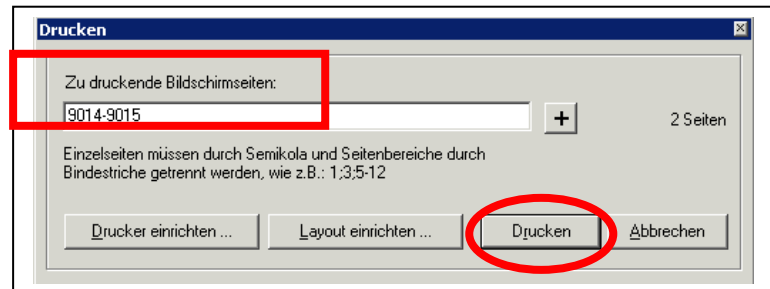 Drucken
Zu druckende Bildschirmseiten:
9014-9015
+
2 Seiten
Einzelseiten müssen durch Semikola und Seitenbereiche durch
Bindestriche getrennt werden, wie z.B.: 1;3;5-12
Drucker einrichten ...
Layout einrichten ...
Drucken
Abbrechen